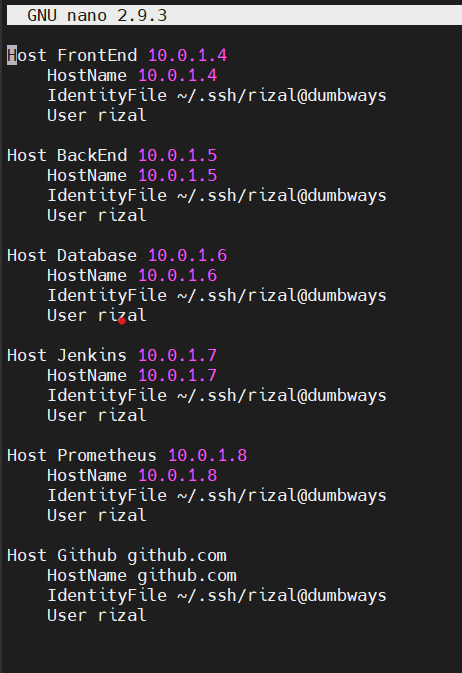 GNU nano 2.9.3
Host FrontEnd 10.0.1.4
HostName 10.0.1.4
IdentityFile ~/.ssh/rizal@dumbways
User rizal
Host BackEnd 10.0.1.5
HostName 10.0.1.5
IdentityFile ~/.ssh/rizal@dumbways
User rizal
Host Database 10.0.1.6
HostName 10.0.1.6
IdentityFile ~/.ssh/rizal@dumbways
User rizal
Host Jenkins 10.0.1.7
HostName 10.0.1.7
IdentityFile ~/.ssh/rizal@dumbways
User rizal
Host Prometheus 10.0.1.8
HostName 10.0.1.8
IdentityFile ~/.ssh/rizal@dumbways
User rizal
Host Github github.com
HostName github.com
IdentityFile ~/.ssh/rizal@dumbways
User rizal